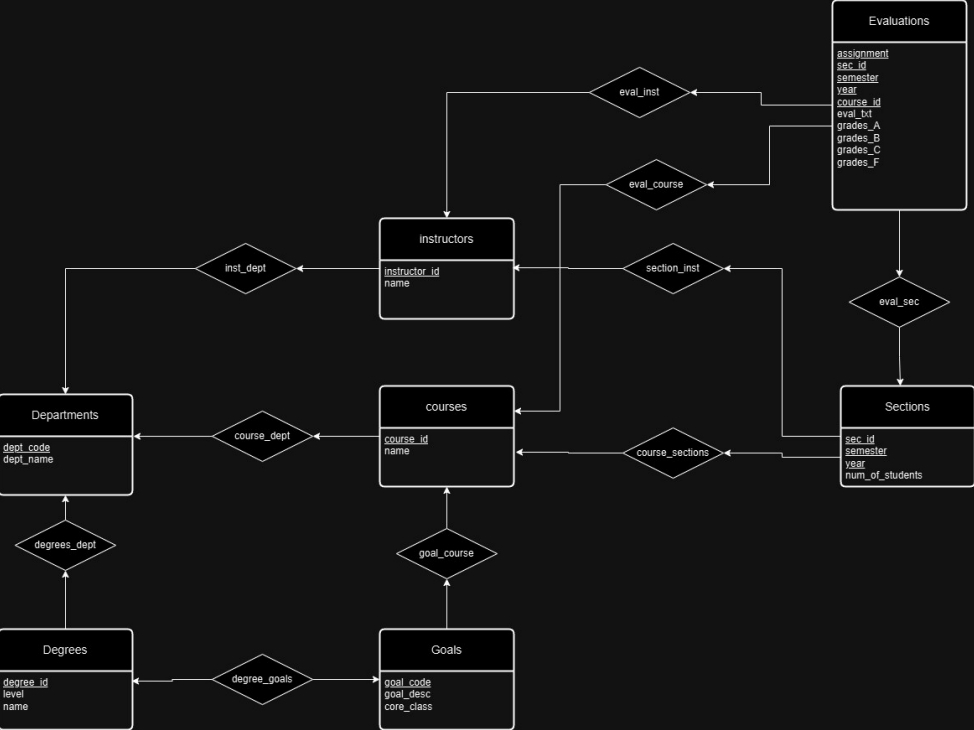 Evaluations
assignment
sec_id
semester
year
course_id
eval_txt
grades_A
grades_B
grades_C
grades_F
eval_inst
eval_course
instructors
instructor_id
name
inst_dept
section_inst
eval_sec
Departments
dept_code
dept_name
course_dept
courses
course_id
name
course_sections
Sections
sec_id
semester
year
num_of_students
degrees_dept
goal_course
Degrees
degree_id
level
name
degree_goals
Goals
goal_code
goal_desc
core_class